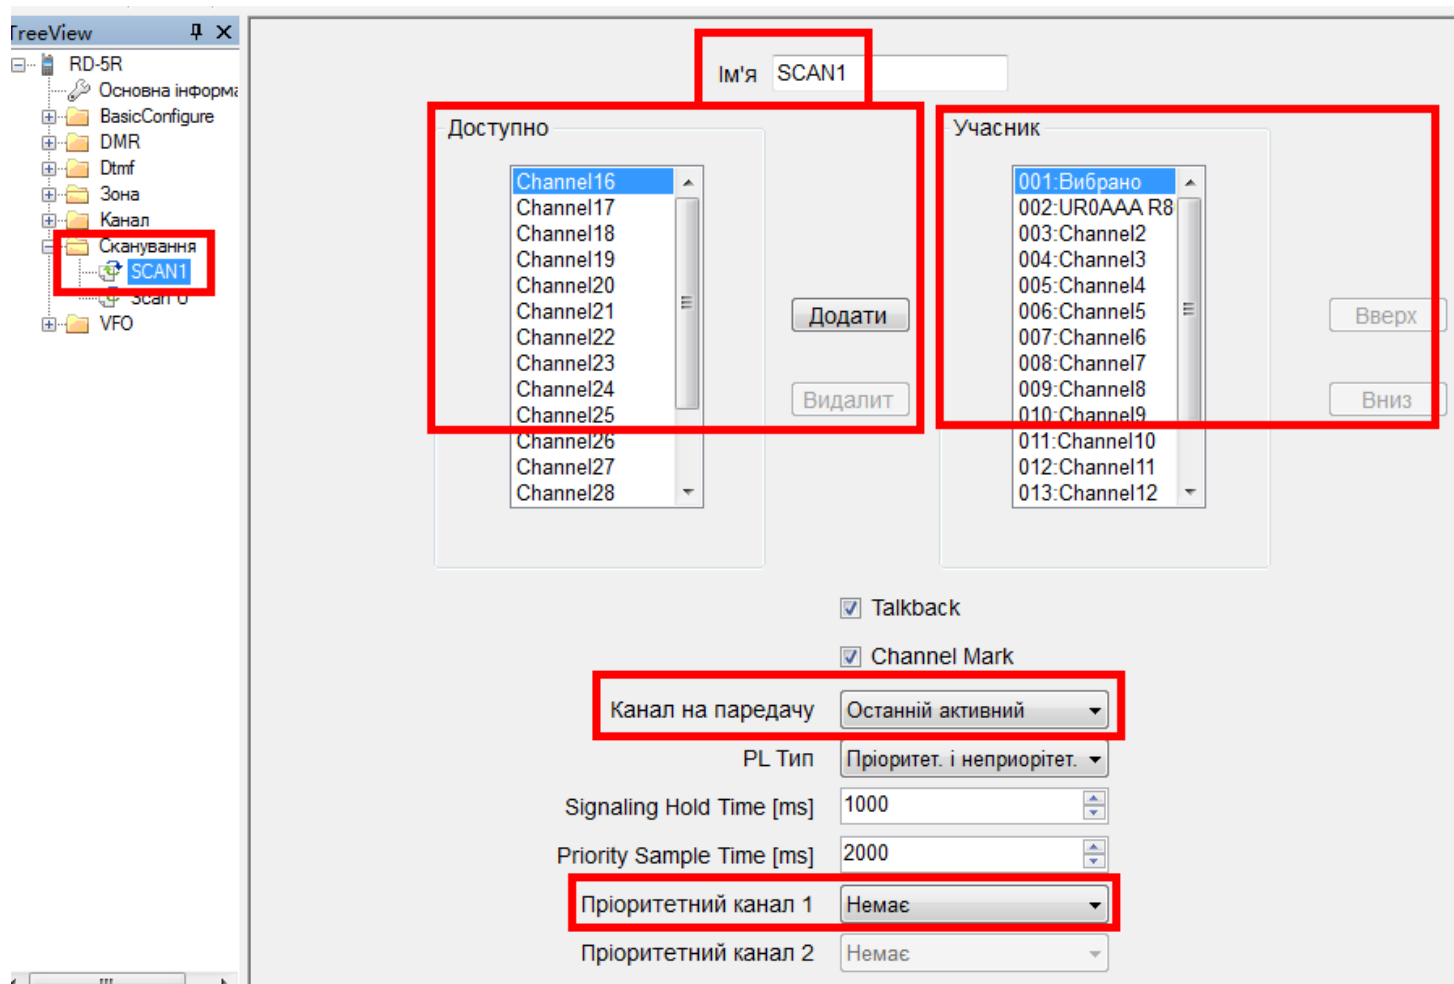 TreeView
RD-5R
Основна інформа
BasicConfigure
DMR
Dtmf
Зона
Канал
Сканування
SCAN1
Scan 0
VFO
Ім'я SCAN1
Доступно
Channel16
Channel17
Channel18
Channel19
Channel20
Channel21
Channel22
Channel23
Channel24
Channel25
Channel26
Channel27
Channel28
Додати
Видалит
Учасник
001:Вибрано
002:UR0AAA R8
003:Channel2
004:Channel3
005:Channel4
006:Channel5
007:Channel6
008:Channel7
009:Channel8
010:Channel9
011:Channel10
012:Channel11
013:Channel12
Вверх
Вниз
Talkback
Channel Mark
Канал на парадачу Останній активний
PL Тип Пріоритет. і неприорітет.
Signaling Hold Time [ms] 1000
Priority Sample Time [ms] 2000
Пріоритетний канал 1 Немає
Пріоритетний канал 2 Немає